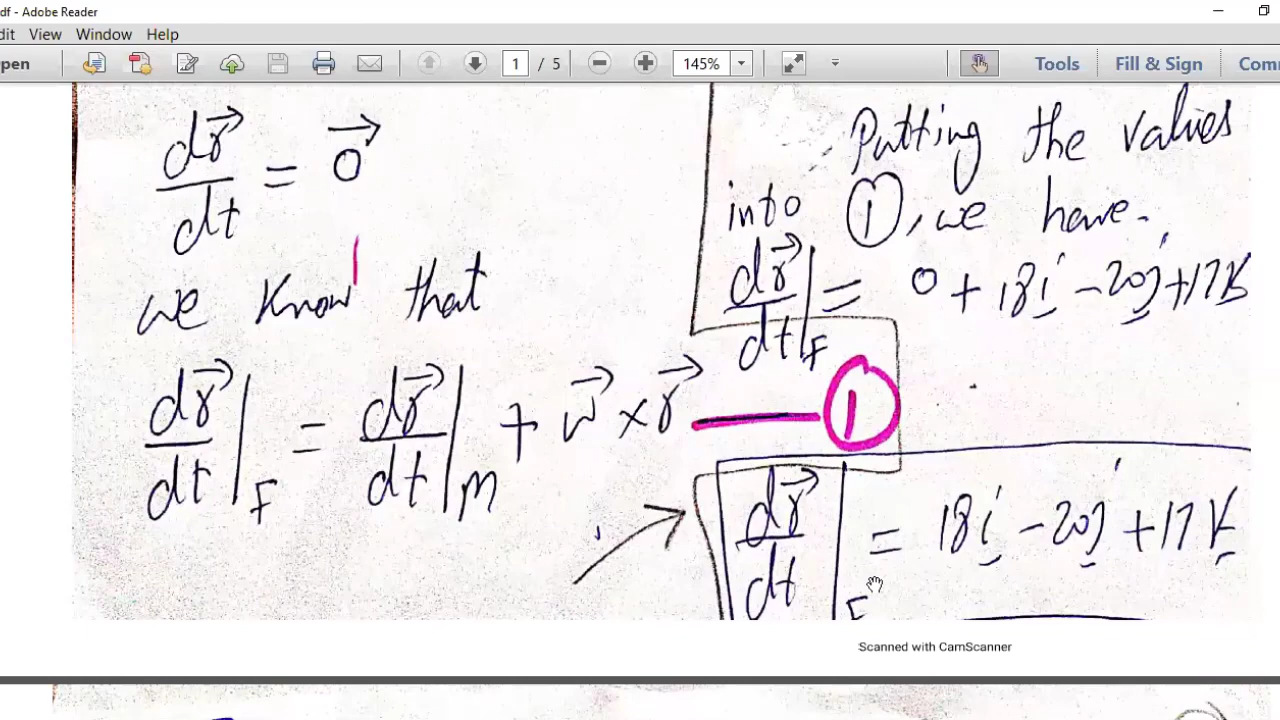 df - Adobe Reader
dit View Window Help
pen 1 / 5 145% Tools Fill & Sign Com
dr⃗/dt = 0⃗
we know that
dr⃗/dt|F = dr⃗/dt|m + w⃗ × r⃗ —— ①
Putting the values
into ①, we have.
dr⃗/dt|F = 0 + 18i - 20j + 17k
dr⃗/dt|F = 18i - 20j + 17k
Scanned with CamScanner